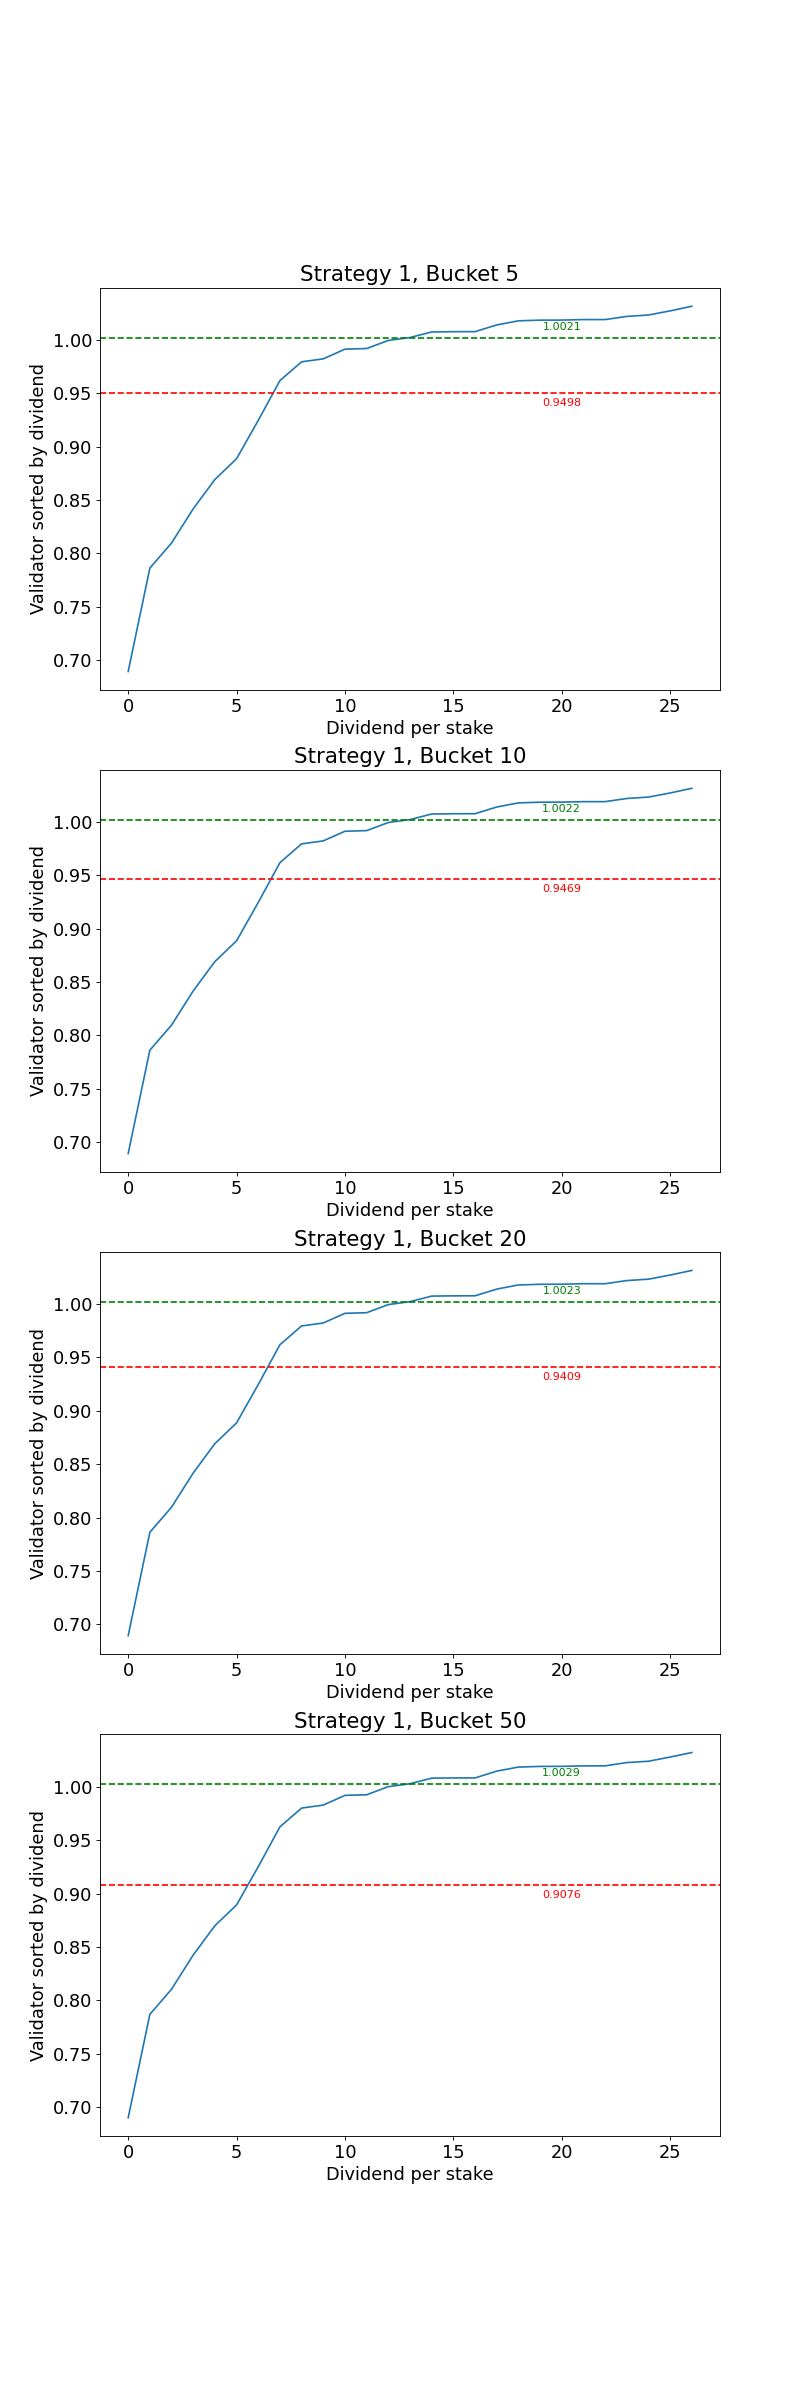 Strategy 1, Bucket 5
Validator sorted by dividend
1.00
0.95
0.90
0.85
0.80
0.75
0.70
1.0021
0.9498
0 5 10 15 20 25
Dividend per stake
Strategy 1, Bucket 10
Validator sorted by dividend
1.00
0.95
0.90
0.85
0.80
0.75
0.70
1.0022
0.9469
0 5 10 15 20 25
Dividend per stake
Strategy 1, Bucket 20
Validator sorted by dividend
1.00
0.95
0.90
0.85
0.80
0.75
0.70
1.0023
0.9409
0 5 10 15 20 25
Dividend per stake
Strategy 1, Bucket 50
Validator sorted by dividend
1.00
0.95
0.90
0.85
0.80
0.75
0.70
1.0029
0.9076
0 5 10 15 20 25
Dividend per stake